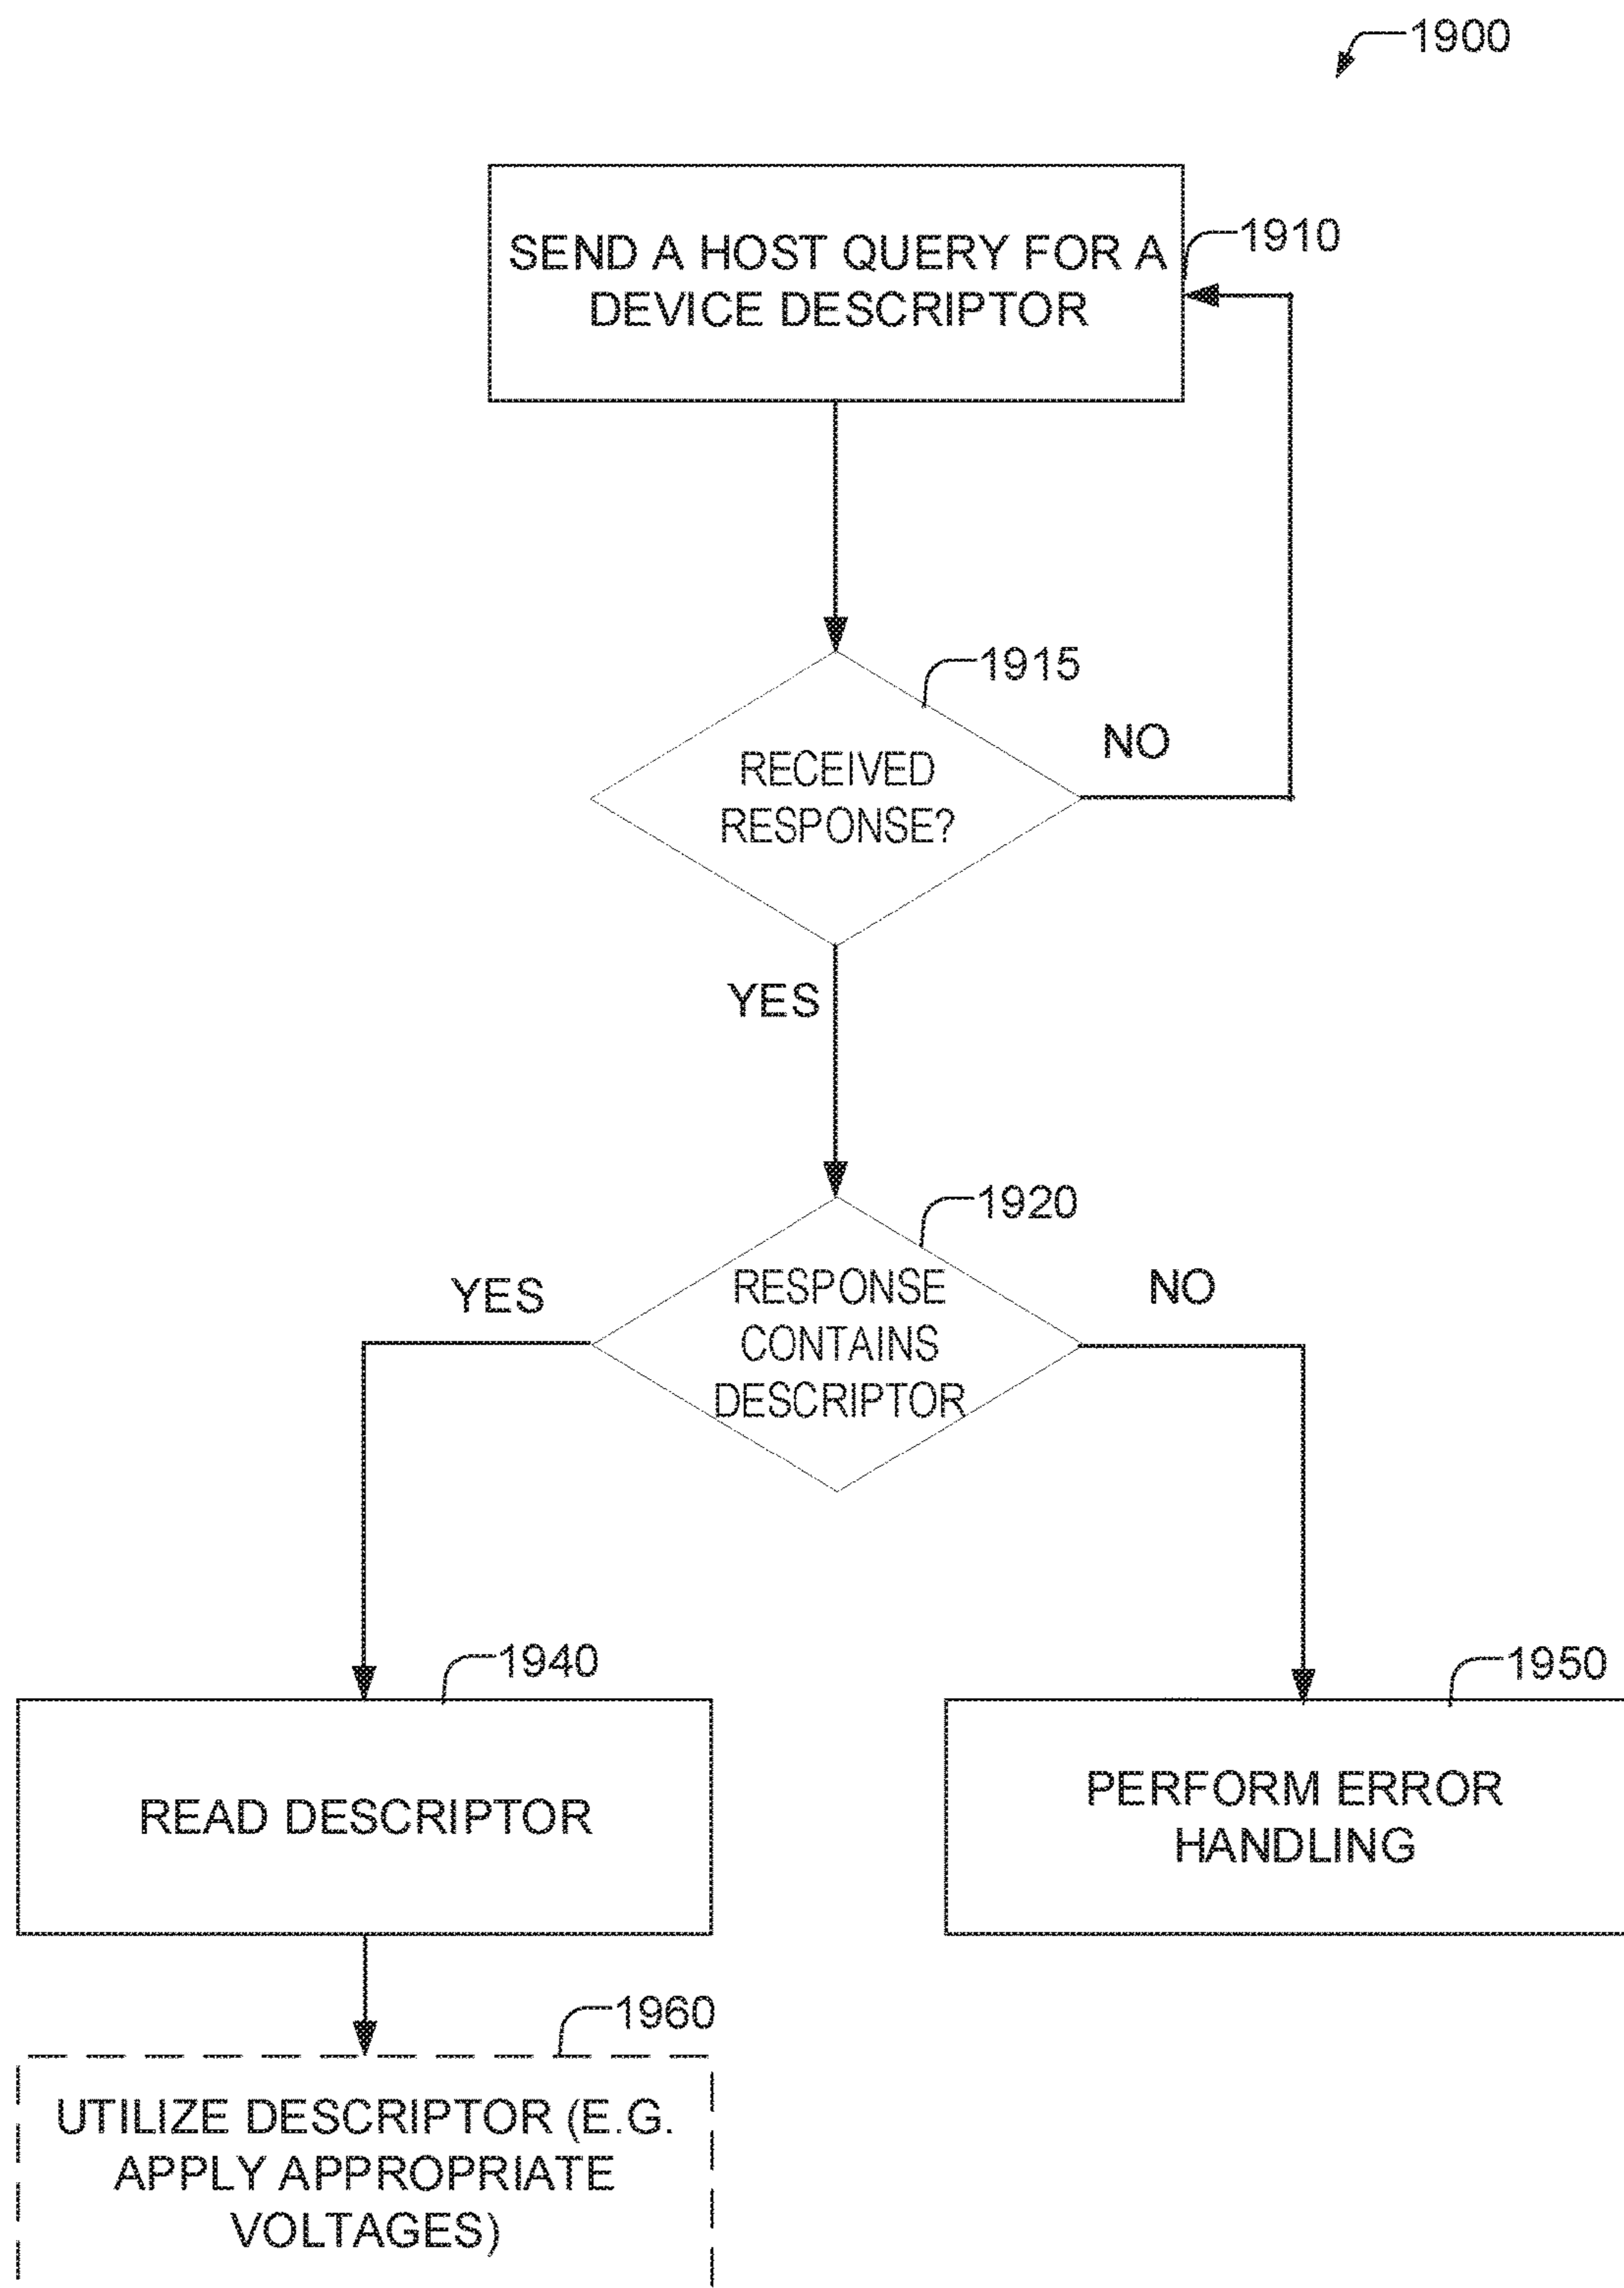 1900
SEND A HOST QUERY FOR A
DEVICE DESCRIPTOR
1910
1915
RECEIVED
RESPONSE?
NO
YES
1920
RESPONSE
CONTAINS
DESCRIPTOR
YES
NO
1940
READ DESCRIPTOR
1950
PERFORM ERROR
HANDLING
1960
UTILIZE DESCRIPTOR (E.G.
APPLY APPROPRIATE
VOLTAGES)